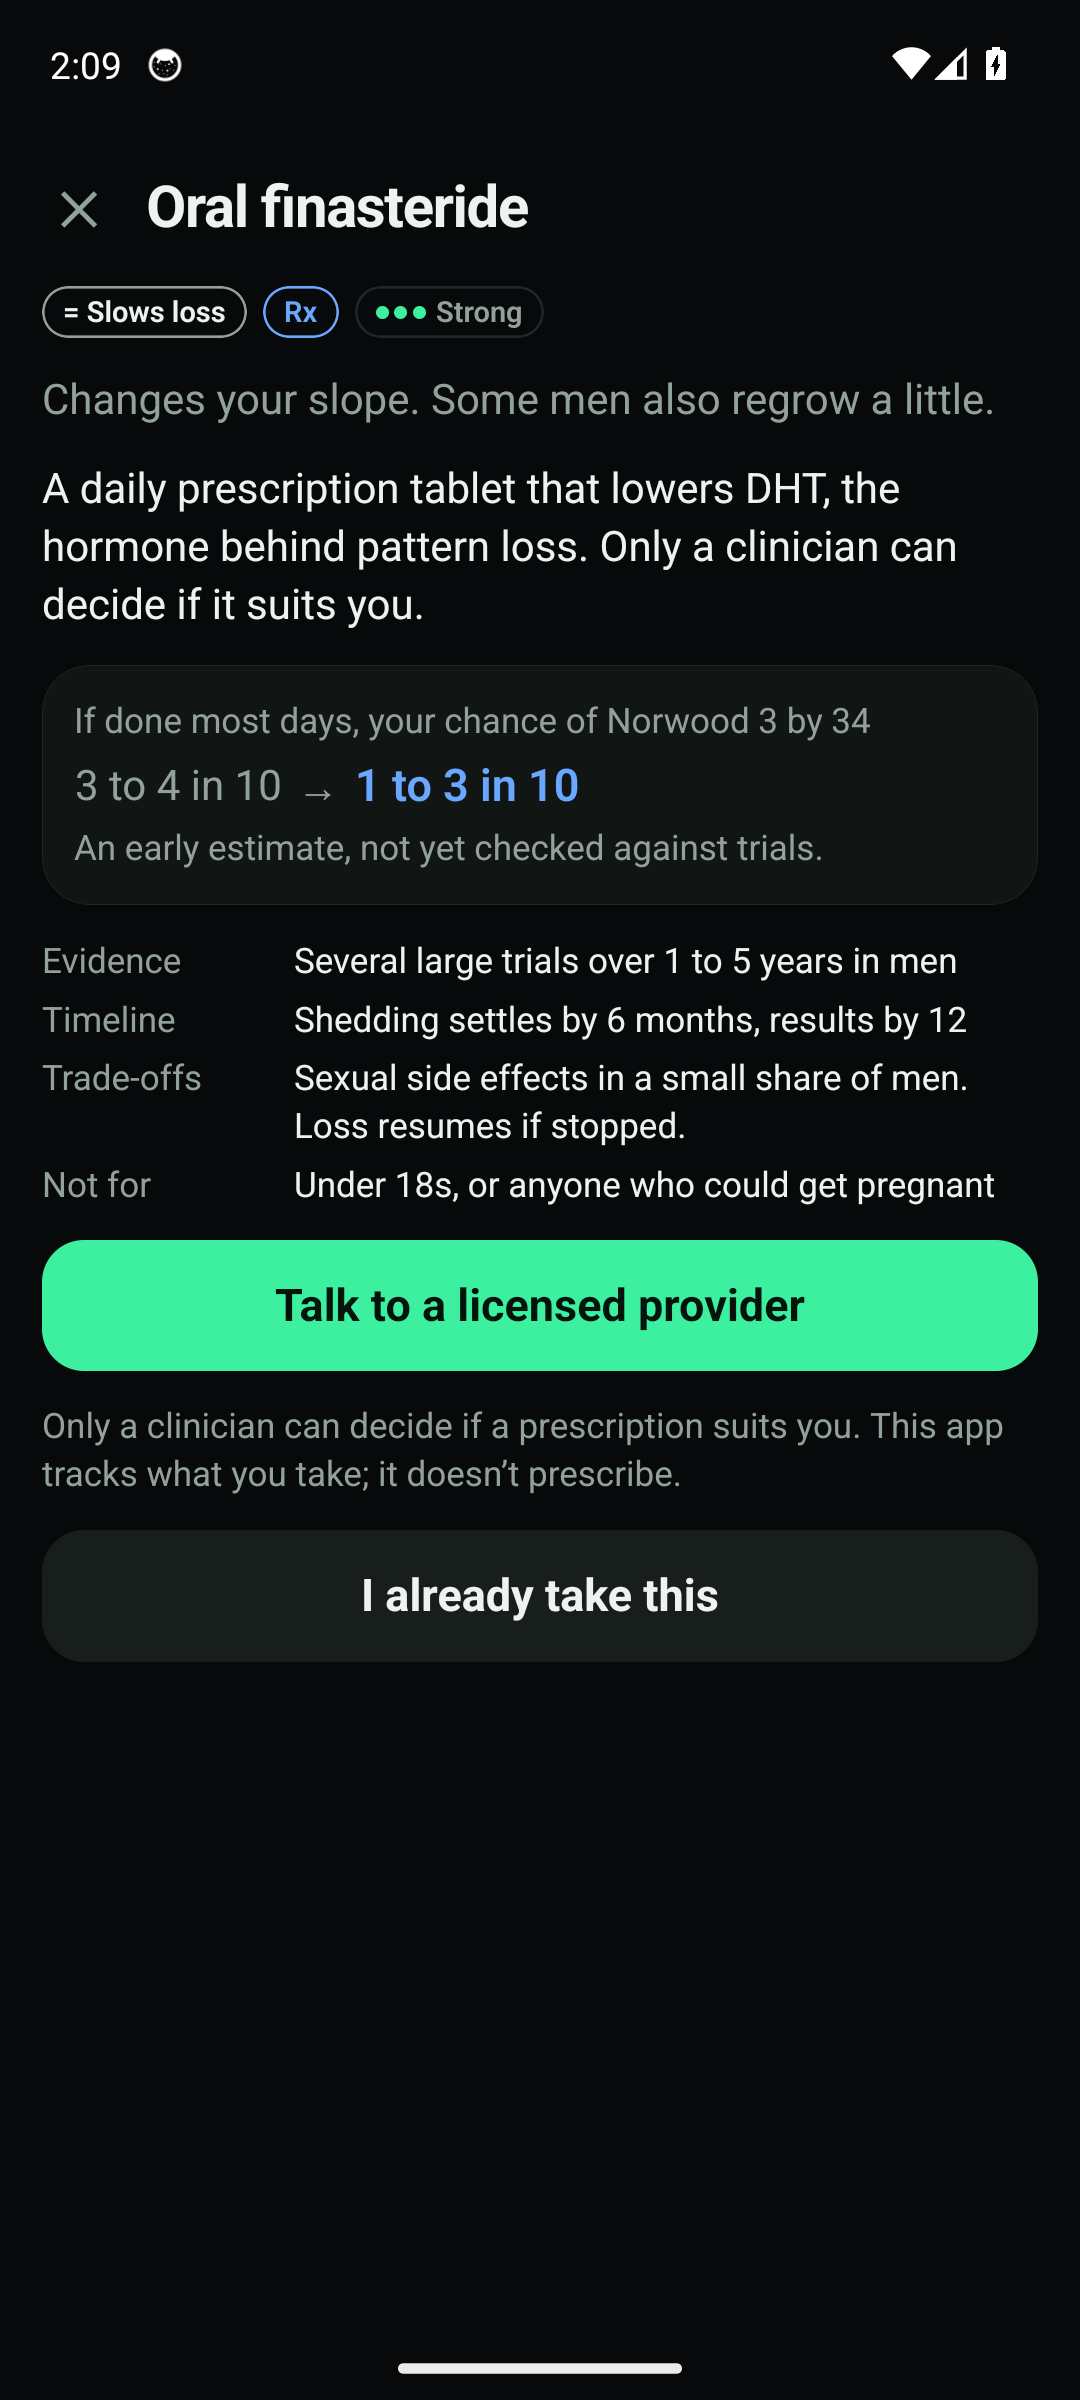 2:09
Oral finasteride
= Slows loss Rx Strong
Changes your slope. Some men also regrow a little.
A daily prescription tablet that lowers DHT, the
hormone behind pattern loss. Only a clinician can
decide if it suits you.
If done most days, your chance of Norwood 3 by 34
3 to 4 in 10 → 1 to 3 in 10
An early estimate, not yet checked against trials.
Evidence Several large trials over 1 to 5 years in men
Timeline Shedding settles by 6 months, results by 12
Trade-offs Sexual side effects in a small share of men.
Loss resumes if stopped.
Not for Under 18s, or anyone who could get pregnant
Talk to a licensed provider
Only a clinician can decide if a prescription suits you. This app
tracks what you take; it doesn’t prescribe.
I already take this